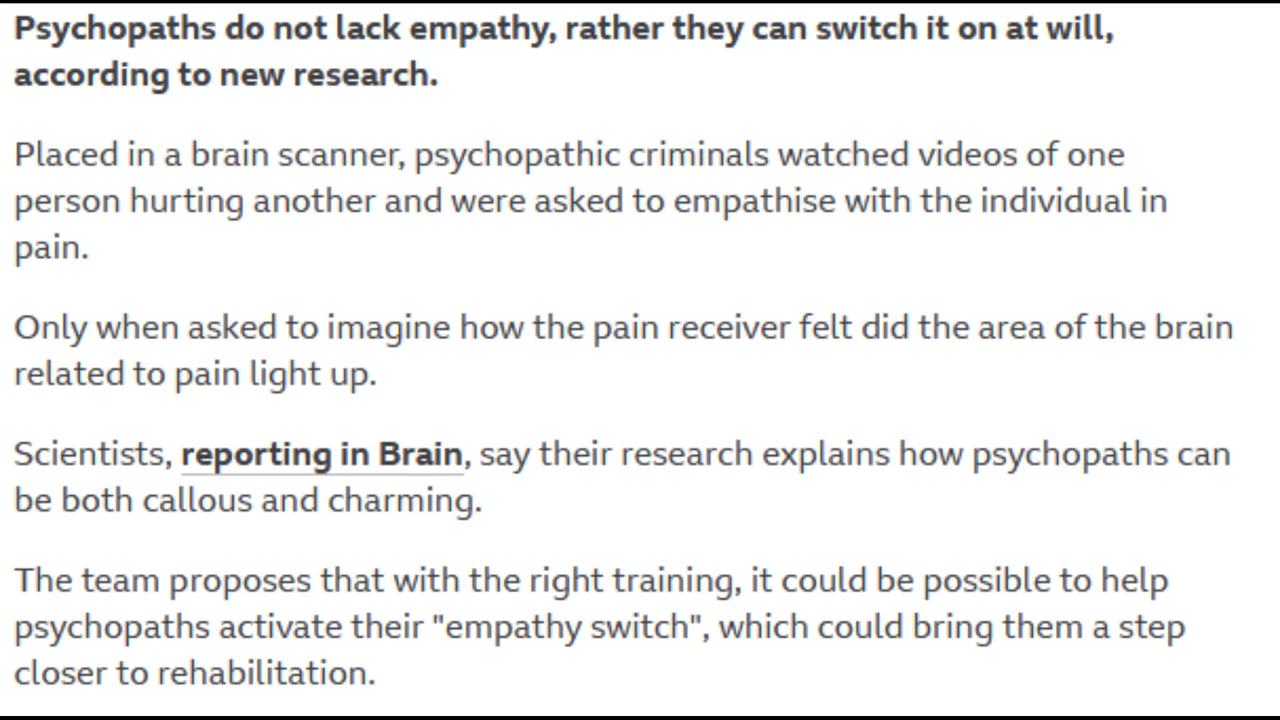 Psychopaths do not lack empathy, rather they can switch it on at will,
according to new research.
Placed in a brain scanner, psychopathic criminals watched videos of one
person hurting another and were asked to empathise with the individual in
pain.
Only when asked to imagine how the pain receiver felt did the area of the brain
related to pain light up.
Scientists, reporting in Brain, say their research explains how psychopaths can
be both callous and charming.
The team proposes that with the right training, it could be possible to help
psychopaths activate their "empathy switch", which could bring them a step
closer to rehabilitation.